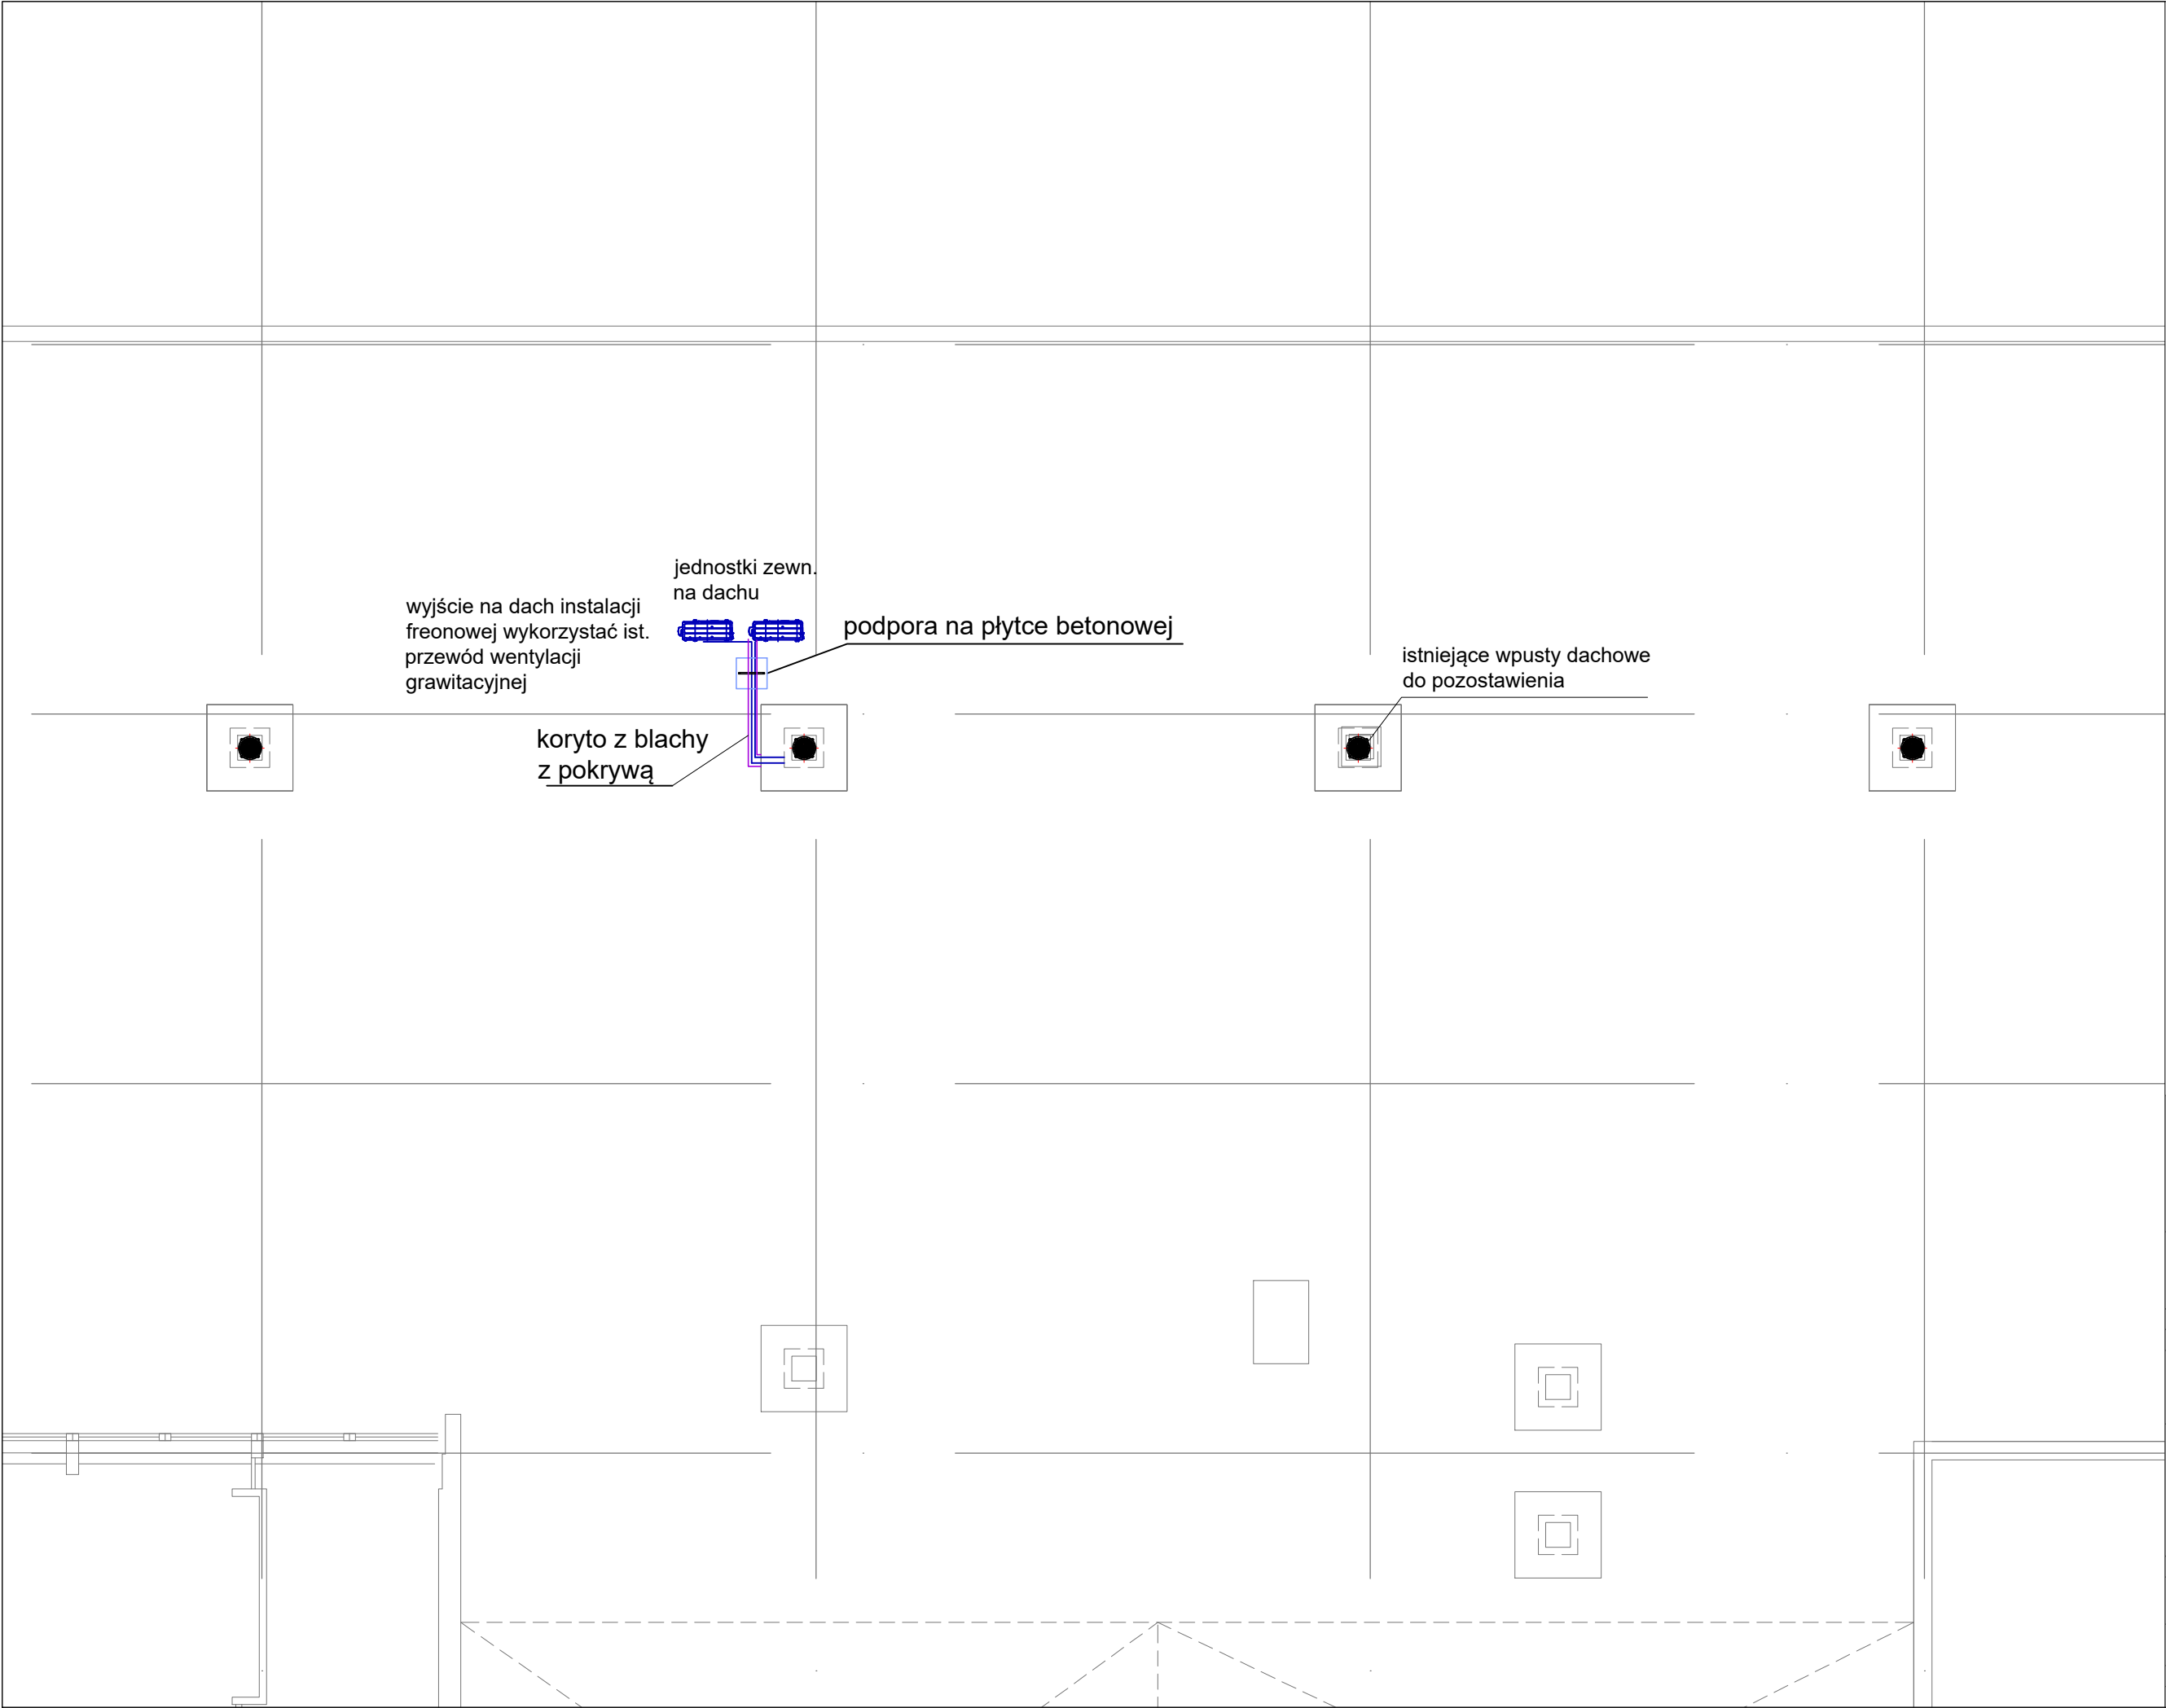 jednostki zewn.
na dachu
wyjście na dach instalacji
freonowej wykorzystać ist.
przewód wentylacji
grawitacyjnej
podpora na płytce betonowej
istniejące wpusty dachowe
do pozostawienia
koryto z blachy
z pokrywą